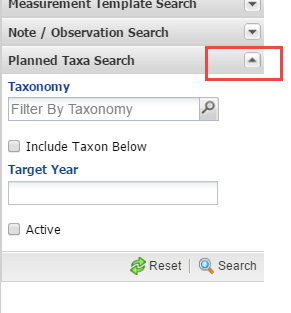 Measurement Template Search
Note / Observation Search
Planned Taxa Search
Taxonomy
Filter By Taxonomy
Include Taxon Below
Target Year
Active
Reset Search